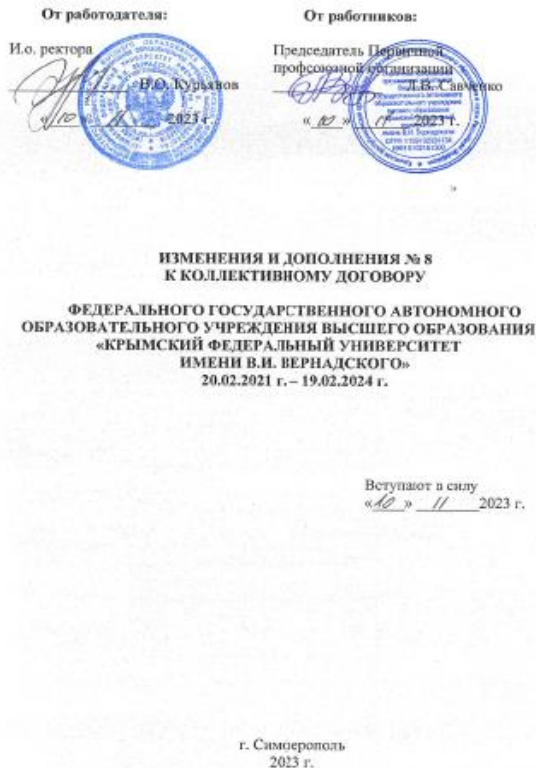 От работодателя:
И.о. ректора
В.О. Курьянов
«10» 11 2023 г.
От работников:
Председатель Первичной
профсоюзной организации
Л.В. Савченко
«10» 11 2023 г.
»
ИЗМЕНЕНИЯ И ДОПОЛНЕНИЯ № 8
К КОЛЛЕКТИВНОМУ ДОГОВОРУ
ФЕДЕРАЛЬНОГО ГОСУДАРСТВЕННОГО АВТОНОМНОГО
ОБРАЗОВАТЕЛЬНОГО УЧРЕЖДЕНИЯ ВЫСШЕГО ОБРАЗОВАНИЯ
«КРЫМСКИЙ ФЕДЕРАЛЬНЫЙ УНИВЕРСИТЕТ
ИМЕНИ В.И. ВЕРНАДСКОГО»
20.02.2021 г. – 19.02.2024 г.
Вступают в силу
«10» 11 2023 г.
г. Симферополь
2023 г.